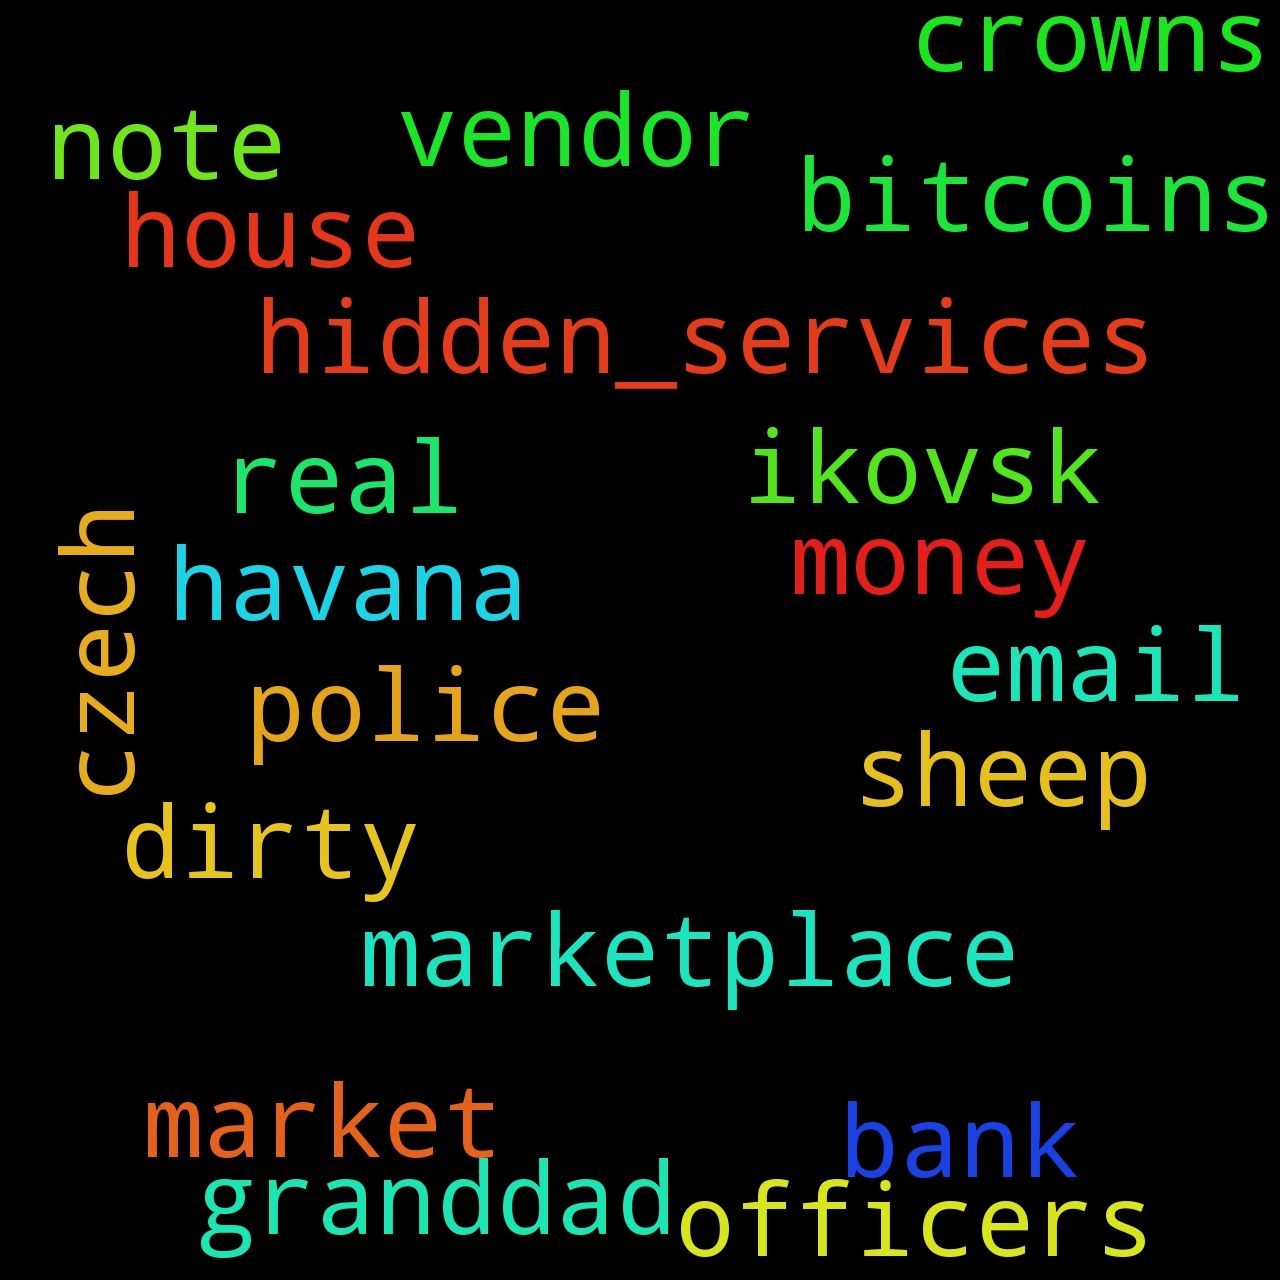 crowns
note
vendor
bitcoins
house
hidden_services
real
ikovsk
czech
havana
money
email
police
sheep
dirty
marketplace
market
bank
granddad
officers